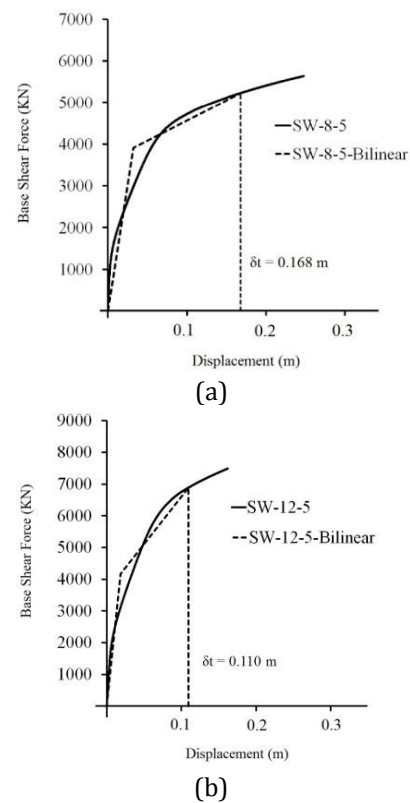 7000
6000
5000
4000
3000
2000
1000
Base Shear Force (KN)
SW-8-5
SW-8-5-Bilinear
δt = 0.168 m
0.1 0.2 0.3
Displacement (m)
(a)
9000
8000
7000
6000
5000
4000
3000
2000
1000
Base Shear Force (KN)
SW-12-5
SW-12-5-Bilinear
δt = 0.110 m
0.1 0.2 0.3
Displacement (m)
(b)